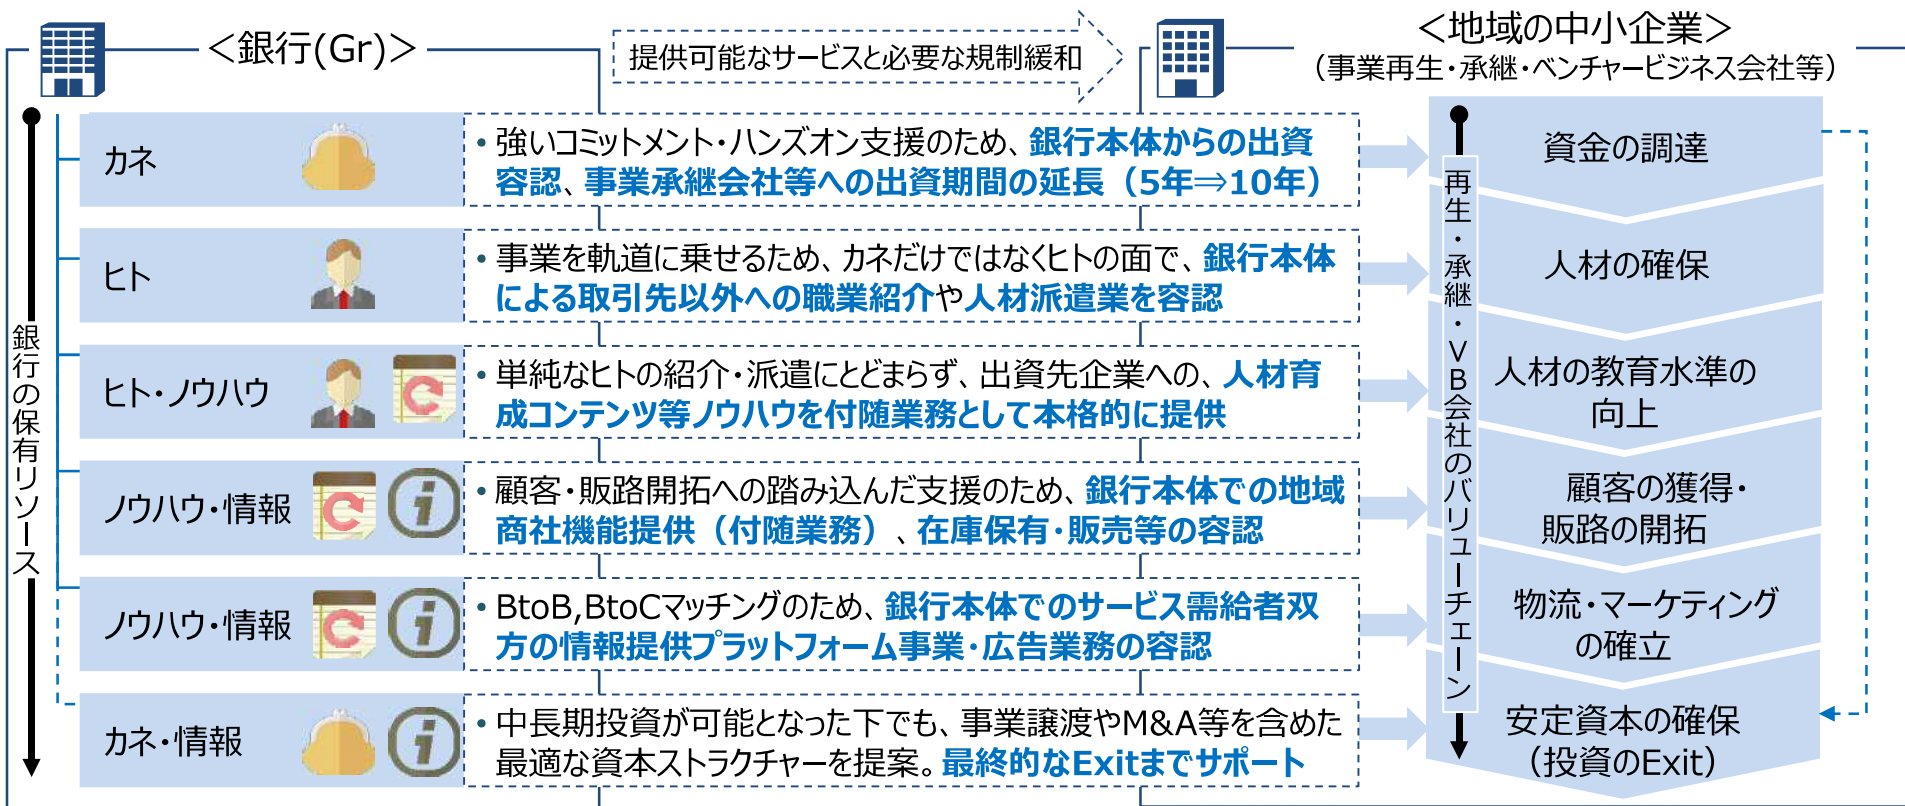 ＜銀行(Gr)＞
提供可能なサービスと必要な規制緩和
＜地域の中小企業＞
（事業再生・承継・ベンチャービジネス会社等）
銀行の保有リソース
カネ
・強いコミットメント・ハンズオン支援のため、銀行本体からの出資
容認、事業承継会社等への出資期間の延長（5年⇒10年）
資金の調達
ヒト
・事業を軌道に乗せるため、カネだけではなくヒトの面で、銀行本体
による取引先以外への職業紹介や人材派遣業を容認
人材の確保
ヒト・ノウハウ
・単純なヒトの紹介・派遣にとどまらず、出資先企業への、人材育
成コンテンツ等ノウハウを付随業務として本格的に提供
人材の教育水準の
向上
ノウハウ・情報
・顧客・販路開拓への踏み込んだ支援のため、銀行本体での地域
商社機能提供（付随業務）、在庫保有・販売等の容認
顧客の獲得・
販路の開拓
ノウハウ・情報
・BtoB,BtoCマッチングのため、銀行本体でのサービス需給者双
方の情報提供プラットフォーム事業・広告業務の容認
物流・マーケティング
の確立
カネ・情報
・中長期投資が可能となった下でも、事業譲渡やM&A等を含めた
最適な資本ストラクチャーを提案。最終的なExitまでサポート
安定資本の確保
（投資のExit）
再生・承継・VB会社のバリューチェーン